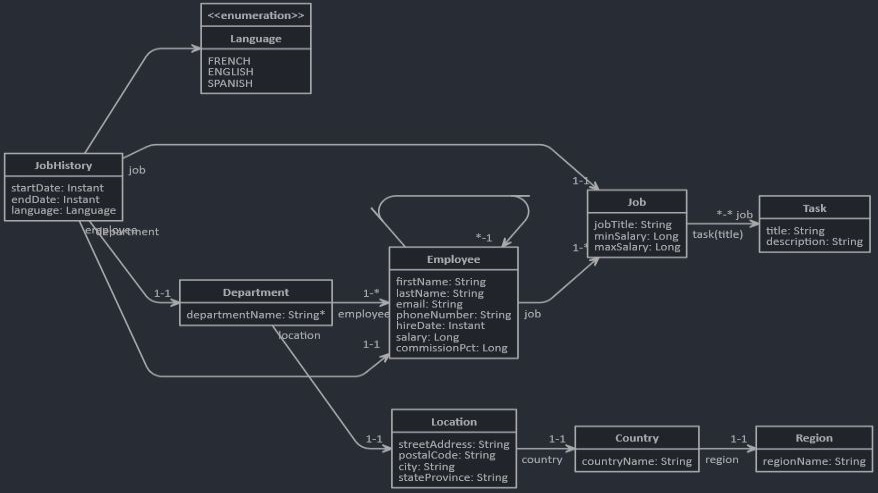 <<enumeration>>
Language
FRENCH
ENGLISH
SPANISH
JobHistory
startDate: Instant
endDate: Instant
language: Language
job
employee
department
1-1
Job
jobTitle: String
minSalary: Long
maxSalary: Long
*-* job
task(title)
Task
title: String
description: String
*-1
1-*
Employee
firstName: String
lastName: String
email: String
phoneNumber: String
hireDate: Instant
salary: Long
commissionPct: Long
job
1-1
Department
departmentName: String*
1-*
employee
location
1-1
1-1
Location
streetAddress: String
postalCode: String
city: String
stateProvince: String
1-1
country
Country
countryName: String
1-1
region
Region
regionName: String